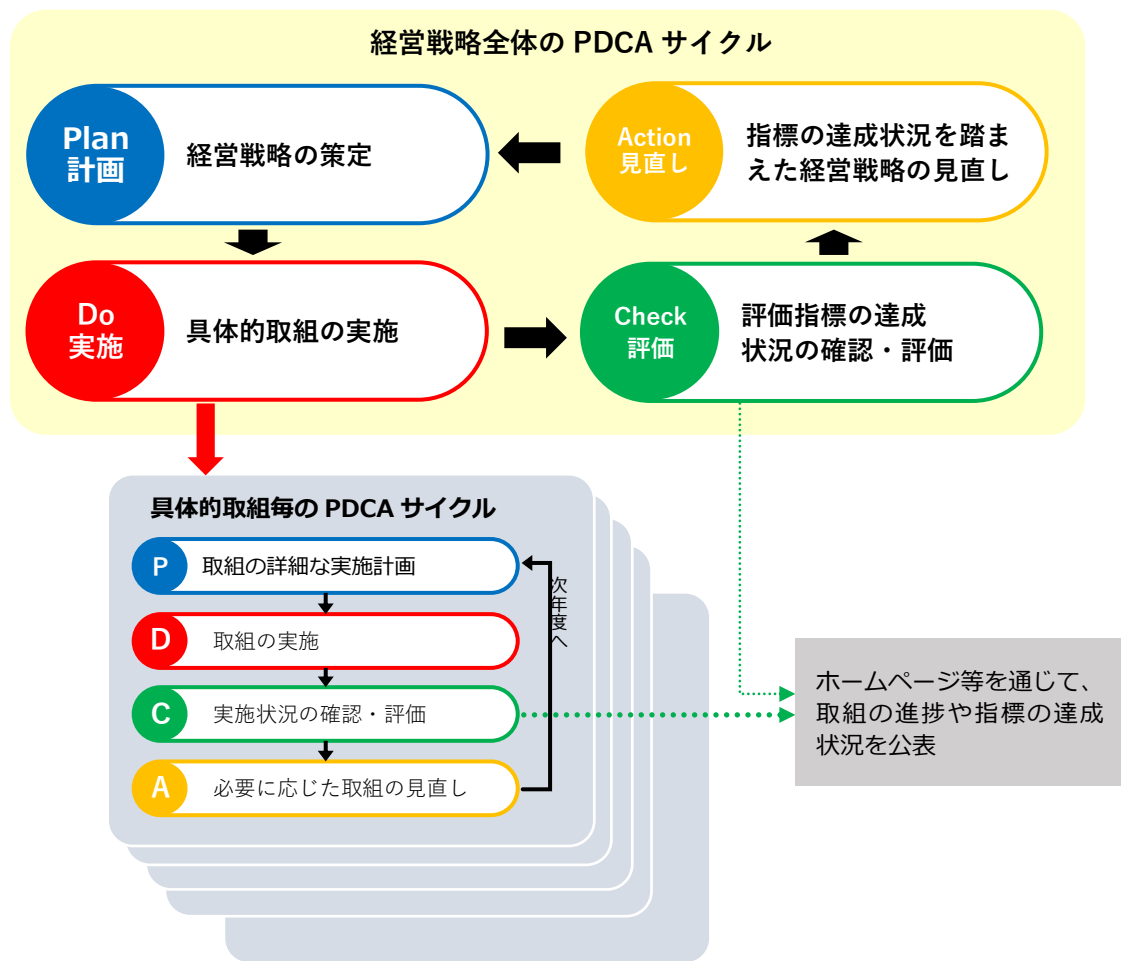 経営戦略全体の PDCA サイクル
Plan
計画
経営戦略の策定
Action
見直し
指標の達成状況を踏ま
えた経営戦略の見直し
Do
実施
具体的取組の実施
Check
評価
評価指標の達成
状況の確認・評価
具体的取組毎の PDCA サイクル
P
取組の詳細な実施計画
D
取組の実施
C
実施状況の確認・評価
A
必要に応じた取組の見直し
次年度へ
ホームページ等を通じて、
取組の進捗や指標の達成
状況を公表